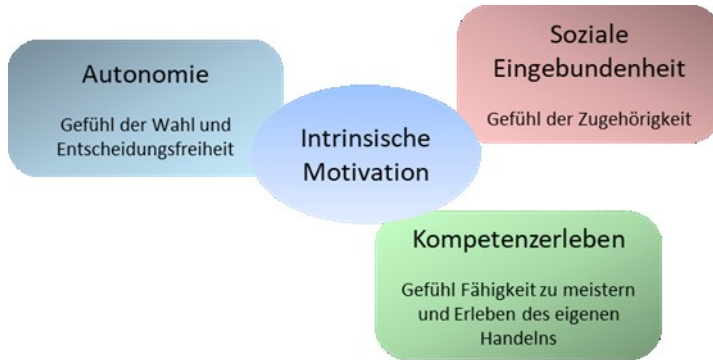 Autonomie
Gefühl der Wahl und
Entscheidungsfreiheit
Soziale
Eingebundenheit
Gefühl der Zugehörigkeit
Intrinsische
Motivation
Kompetenzerleben
Gefühl Fähigkeit zu meistern
und Erleben des eigenen
Handelns